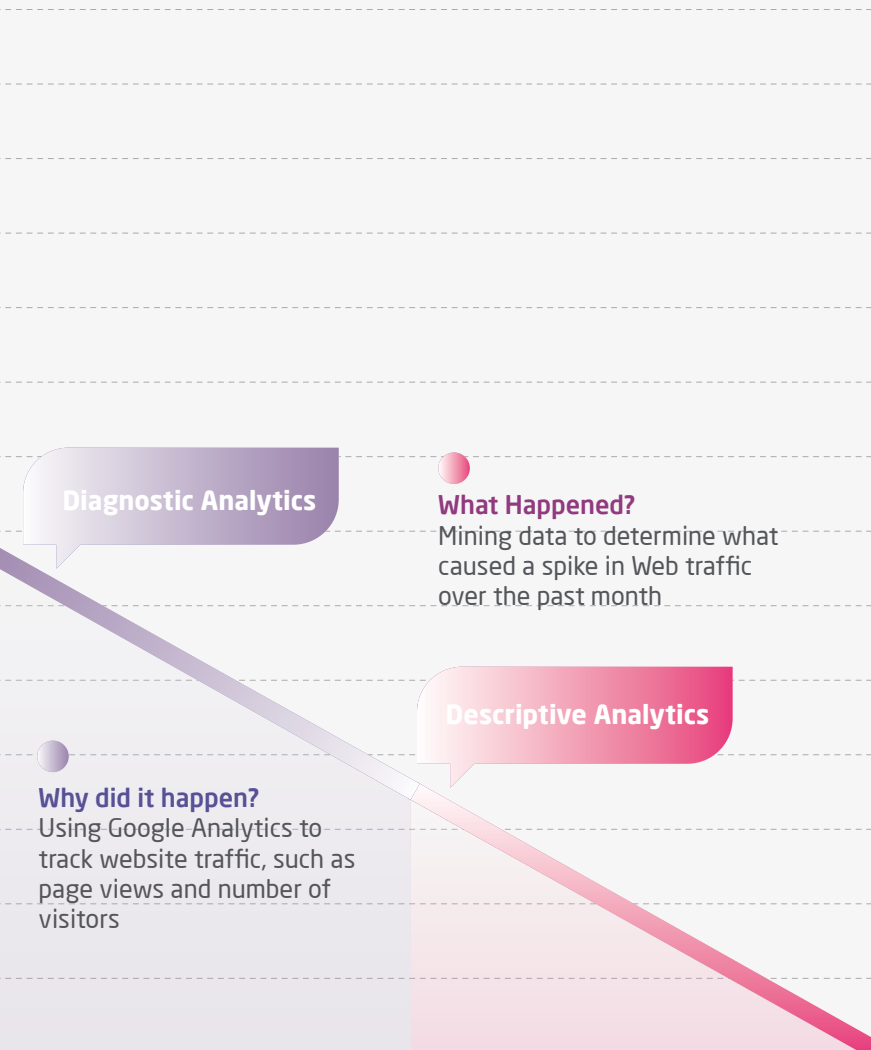 Diagnostic Analytics
What Happened?
Mining data to determine what
caused a spike in Web traffic
over the past month
Descriptive Analytics
Why did it happen?
Using Google Analytics to
track website traffic, such as
page views and number of
visitors